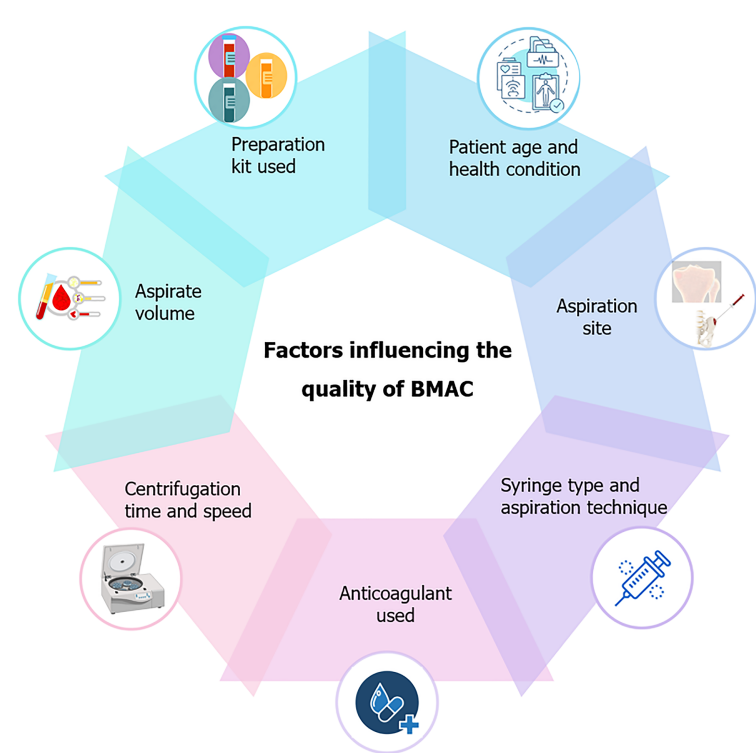 Preparation
kit used
Patient age and
health condition
Aspirate
volume
Aspiration
site
Factors influencing the
quality of BMAC
Centrifugation
time and speed
Syringe type and
aspiration technique
Anticoagulant
used